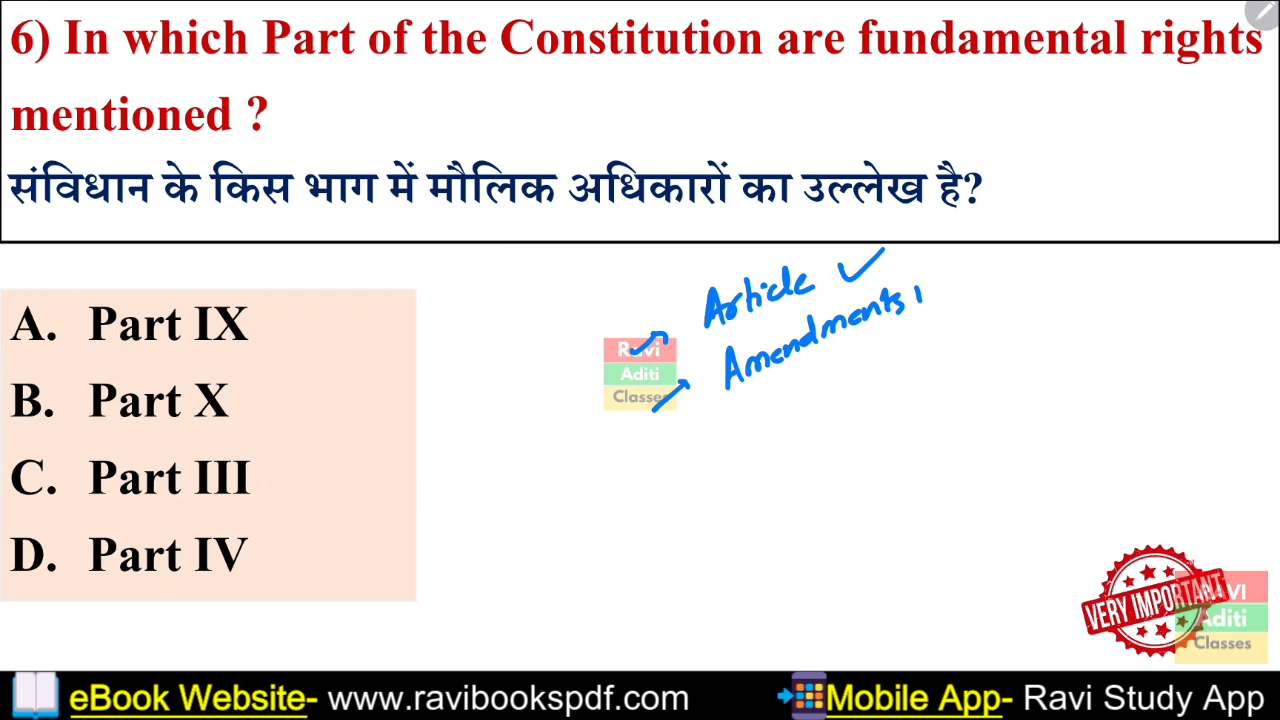 6) In which Part of the Constitution are fundamental rights
mentioned ?
संविधान के किस भाग में मौलिक अधिकारों का उल्लेख है?
A. Part IX
B. Part X
C. Part III
D. Part IV
Article
Amendments
Ravi
Aditi
Classes
VERY IMPORTANT
RAVI
Aditi
Classes
eBook Website- www.ravibookspdf.com
Mobile App- Ravi Study App